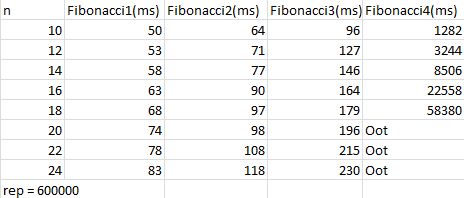 n Fibonacci1(ms) Fibonacci2(ms) Fibonacci3(ms) Fibonacci4(ms)
10 50 64 96 1282
12 53 71 127 3244
14 58 77 146 8506
16 63 90 164 22558
18 68 97 179 58380
20 74 98 196 Oot
22 78 108 215 Oot
24 83 118 230 Oot
rep = 600000